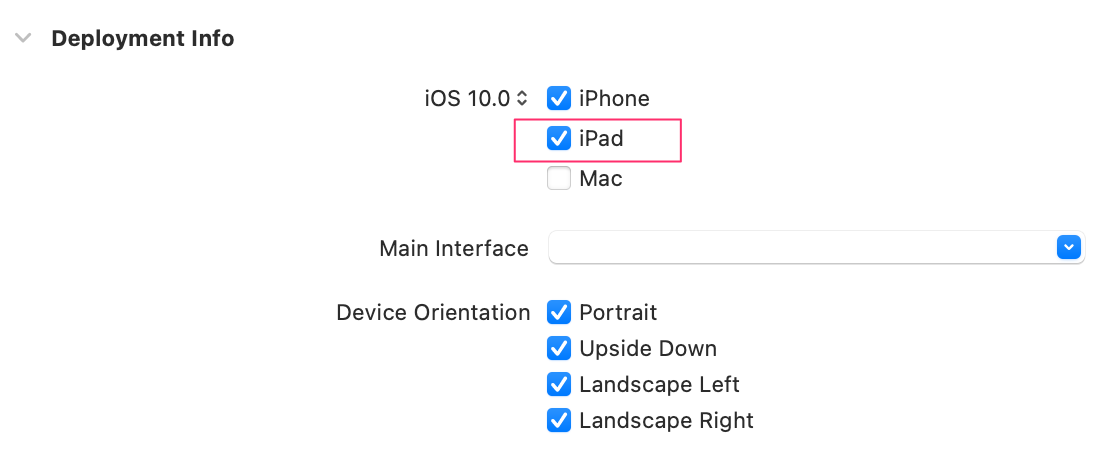 Deployment Info
iOS 10.0 iPhone
iPad
Mac
Main Interface
Device Orientation Portrait
Upside Down
Landscape Left
Landscape Right